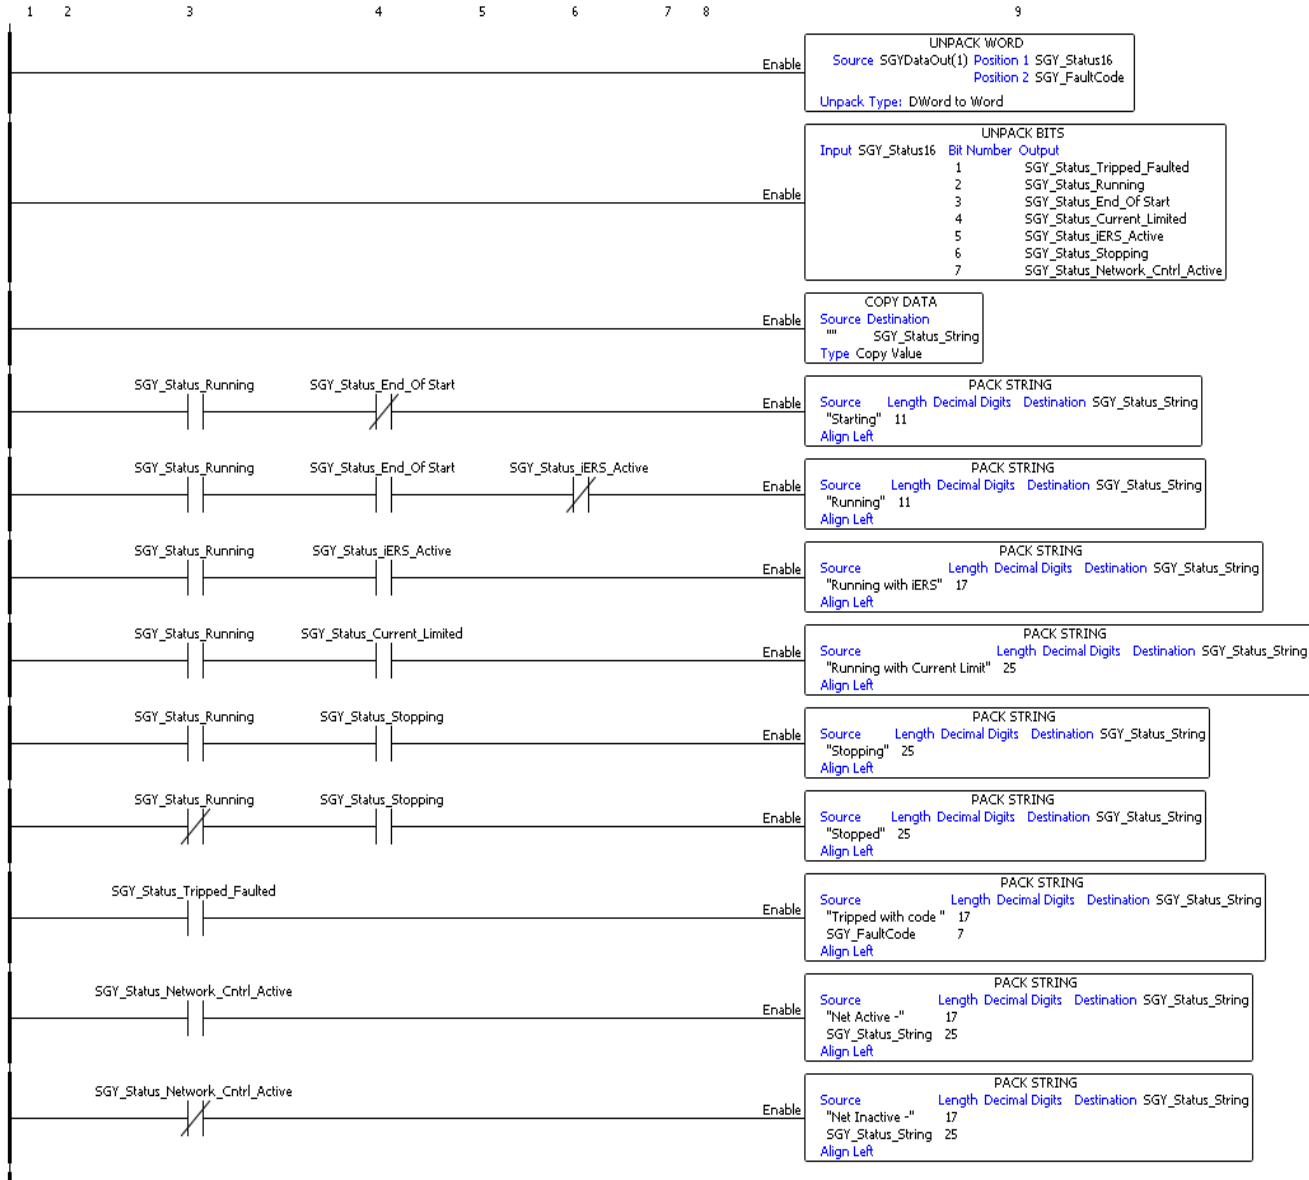 1 2 3 4 5 6 7 8 9
UNPACK WORD
Enable Source SGYDataOut(1) Position 1 SGY_Status16
Position 2 SGY_FaultCode
Unpack Type: DWord to Word
UNPACK BITS
Input SGY_Status16 Bit Number Output
1 SGY_Status_Tripped_Faulted
2 SGY_Status_Running
Enable 3 SGY_Status_End_Of Start
4 SGY_Status_Current_Limited
5 SGY_Status_iERS_Active
6 SGY_Status_Stopping
7 SGY_Status_Network_Cntrl_Active
COPY DATA
Enable Source Destination
"" SGY_Status_String
Type Copy Value
SGY_Status_Running SGY_Status_End_Of Start PACK STRING
Enable Source Length Decimal Digits Destination SGY_Status_String
"Starting" 11
Align Left
SGY_Status_Running SGY_Status_End_Of Start SGY_Status_iERS_Active PACK STRING
Enable Source Length Decimal Digits Destination SGY_Status_String
"Running" 11
Align Left
SGY_Status_Running SGY_Status_iERS_Active PACK STRING
Enable Source Length Decimal Digits Destination SGY_Status_String
"Running with iERS" 17
Align Left
SGY_Status_Running SGY_Status_Current_Limited PACK STRING
Enable Source Length Decimal Digits Destination SGY_Status_String
"Running with Current Limit" 25
Align Left
SGY_Status_Running SGY_Status_Stopping PACK STRING
Enable Source Length Decimal Digits Destination SGY_Status_String
"Stopping" 25
Align Left
SGY_Status_Running SGY_Status_Stopping PACK STRING
Enable Source Length Decimal Digits Destination SGY_Status_String
"Stopped" 25
Align Left
SGY_Status_Tripped_Faulted PACK STRING
Enable Source Length Decimal Digits Destination SGY_Status_String
"Tripped with code " 17
SGY_FaultCode 7
Align Left
SGY_Status_Network_Cntrl_Active PACK STRING
Enable Source Length Decimal Digits Destination SGY_Status_String
"Net Active -" 17
SGY_Status_String 25
Align Left
SGY_Status_Network_Cntrl_Active PACK STRING
Enable Source Length Decimal Digits Destination SGY_Status_String
"Net Inactive -" 17
SGY_Status_String 25
Align Left